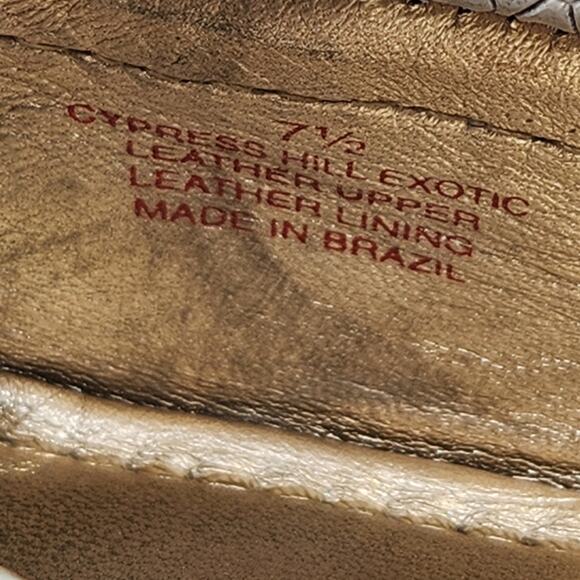 7½
CYPRESS HILL EXOTIC
LEATHER UPPER
LEATHER LINING
MADE IN BRAZIL